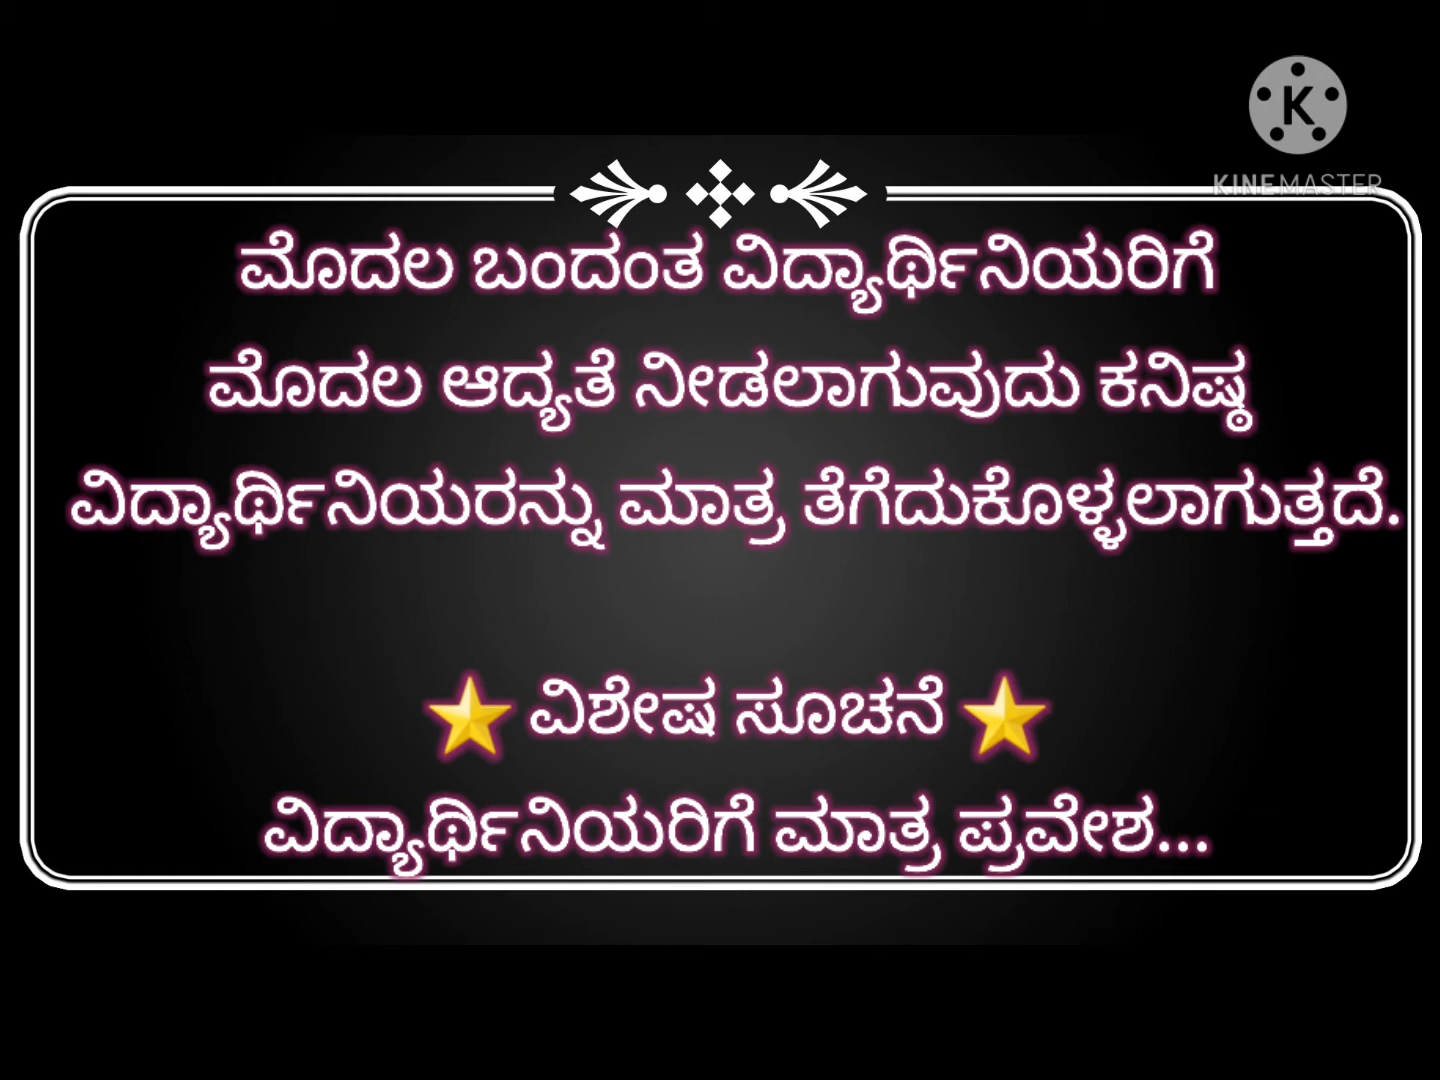 KINEMASTER
ಮೊದಲ ಬಂದಂತ ವಿದ್ಯಾರ್ಥಿನಿಯರಿಗೆ
ಮೊದಲ ಆದ್ಯತೆ ನೀಡಲಾಗುವುದು ಕನಿಷ್ಠ
ವಿದ್ಯಾರ್ಥಿನಿಯರನ್ನು ಮಾತ್ರ ತೆಗೆದುಕೊಳ್ಳಲಾಗುತ್ತದೆ.
⭐ ವಿಶೇಷ ಸೂಚನೆ ⭐
ವಿದ್ಯಾರ್ಥಿನಿಯರಿಗೆ ಮಾತ್ರ ಪ್ರವೇಶ...